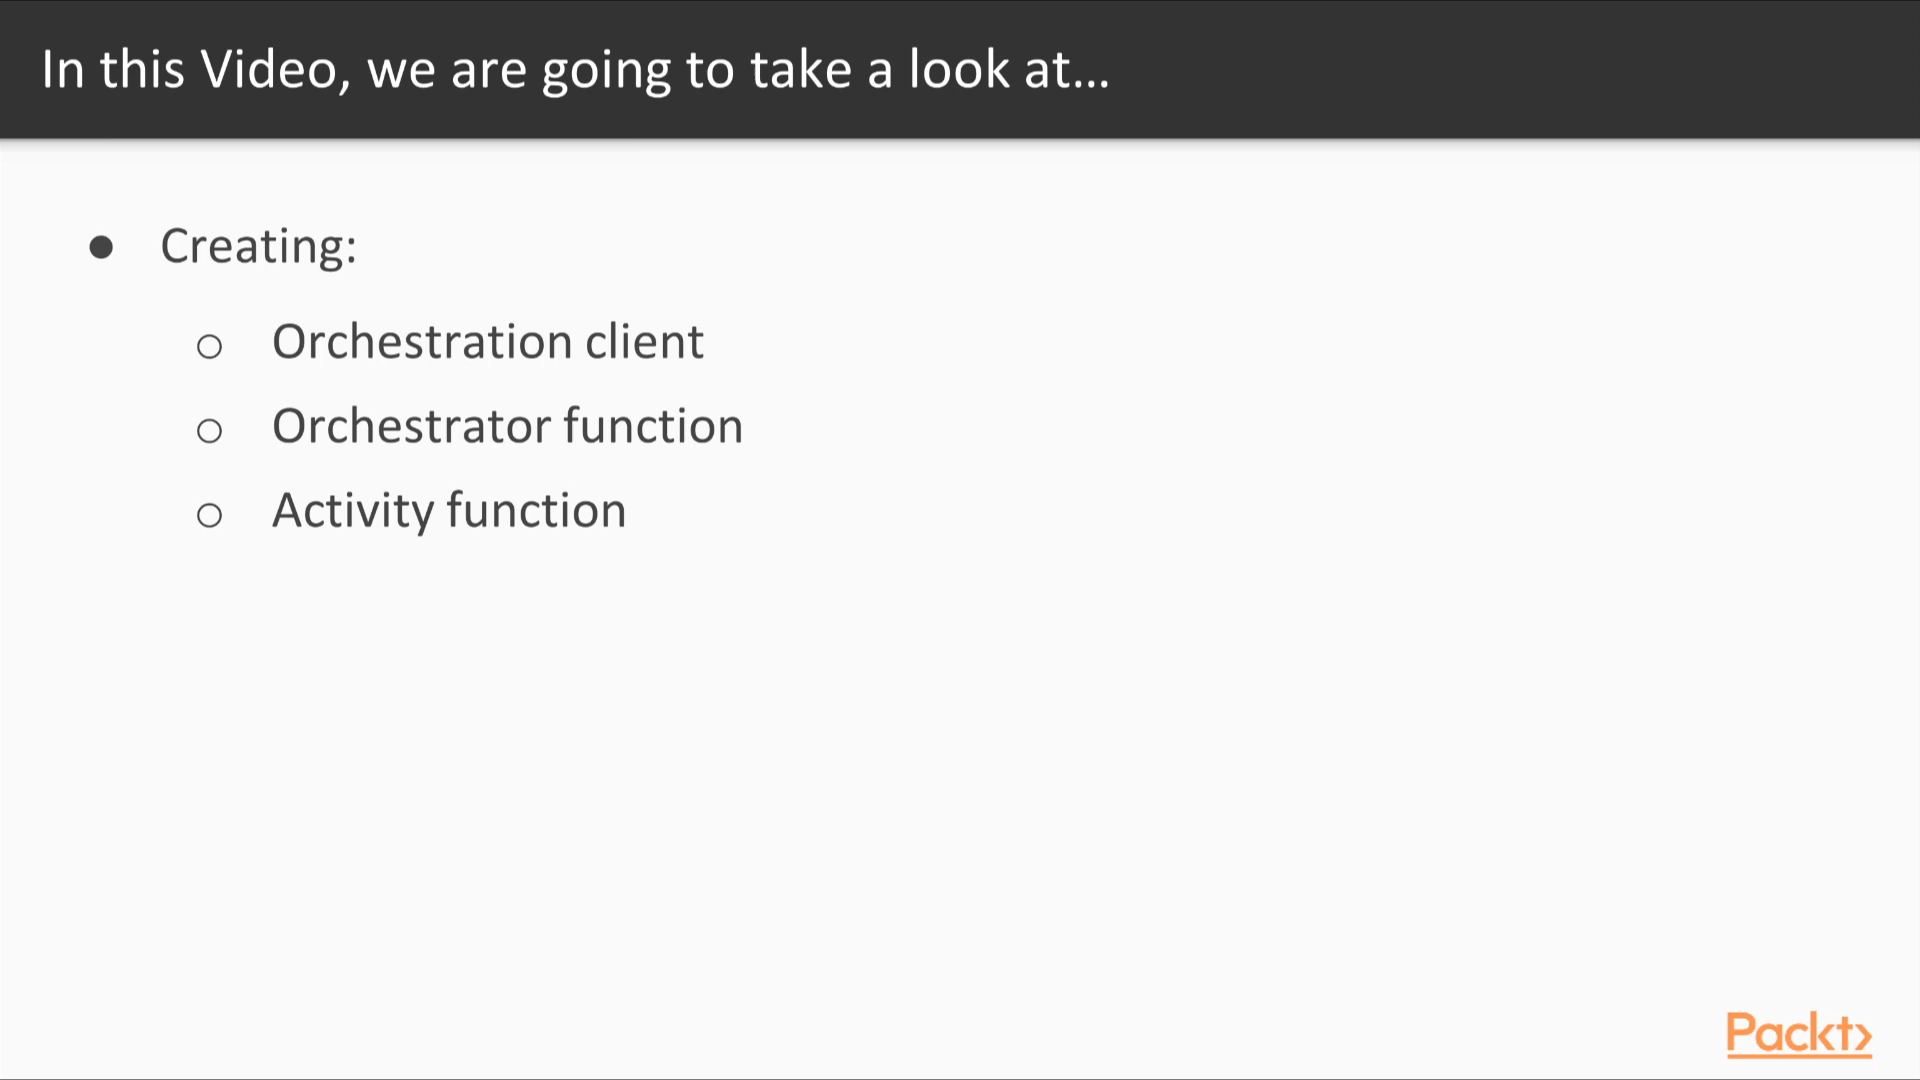 In this Video, we are going to take a look at...
● Creating:
○ Orchestration client
○ Orchestrator function
○ Activity function
Packt>